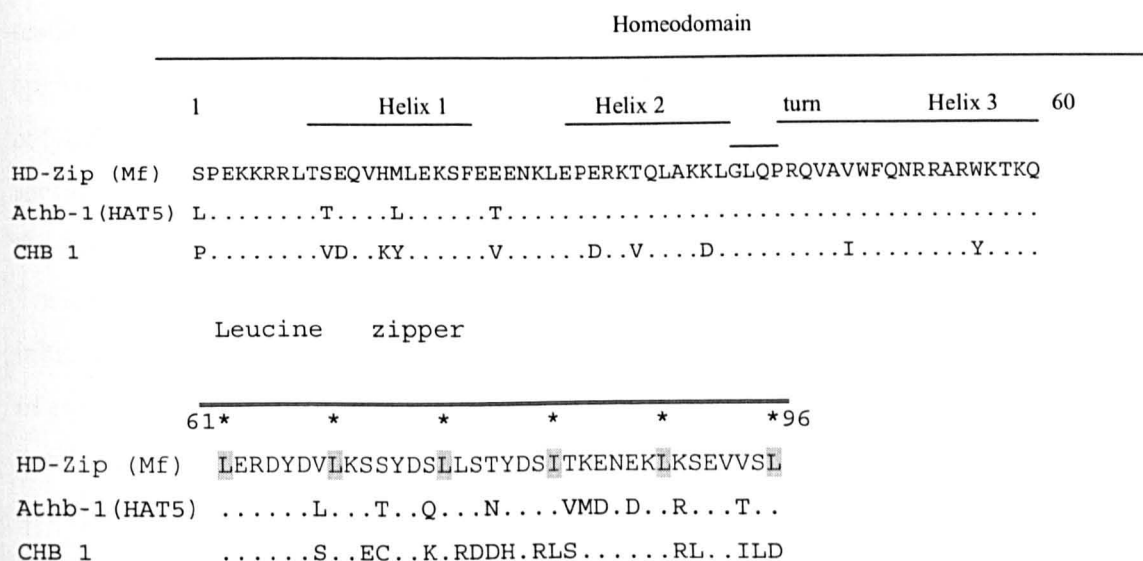 Homeodomain
1 Helix 1 Helix 2 turn Helix 3 60
HD-Zip (Mf) SPEKKRRLTSEQVHMLEKSFEEENKLEPERKTQLAKKLGLQPRQVAVWFQNRRARWKTKQ
Athb-1(HAT5) L........T....L......T.......................................
CHB 1 P........VD..KY......V......D..V....D.........I........Y....
Leucine zipper
61* * * * * *96
HD-Zip (Mf) LERDYDVLKSSYDSLLSTYDSITKENEKLKSEVVSL
Athb-1(HAT5) ......L...T..Q...N....VMD.D..R...T..
CHB 1 ......S..EC..K.RDDH.RLS......RL..ILD